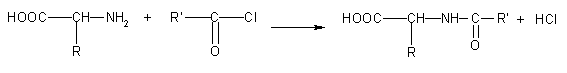 HOOC—CH—NH₂ + R'—C—Cl → HOOC—CH—NH—C—R' + HCl
R O R O